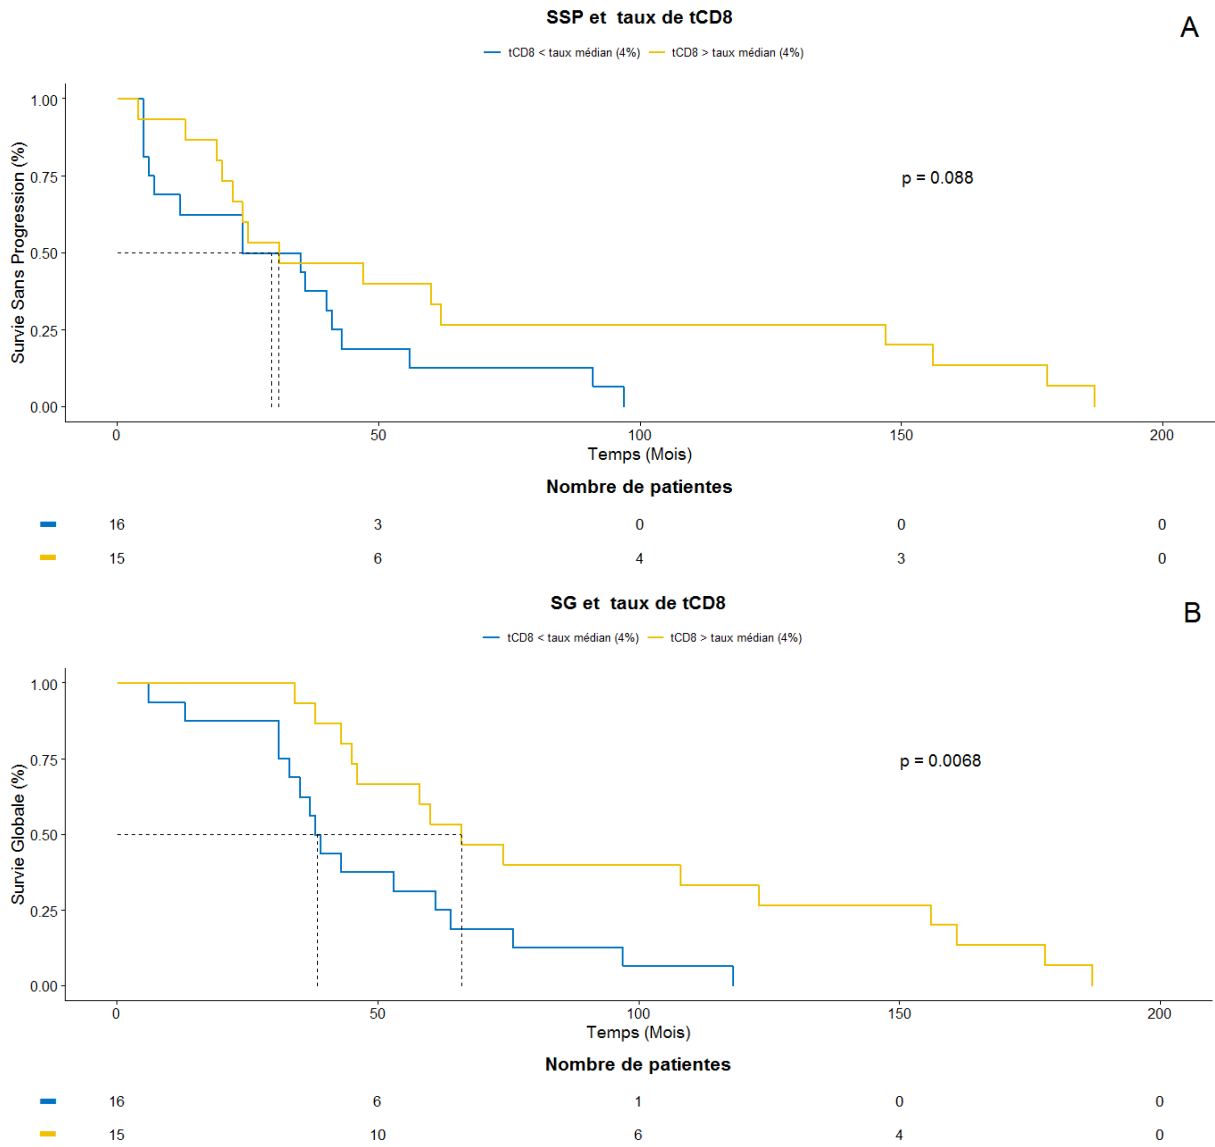 SSP et taux de tCD8
A
tCD8 < taux médian (4%) tCD8 > taux médian (4%)
Survie Sans Progression (%)
1.00
0.75
0.50
0.25
0.00
p = 0.088
0 50 100 150 200
Temps (Mois)
Nombre de patientes
16 3 0 0 0
15 6 4 3 0
SG et taux de tCD8
B
tCD8 < taux médian (4%) tCD8 > taux médian (4%)
Survie Globale (%)
1.00
0.75
0.50
0.25
0.00
p = 0.0068
0 50 100 150 200
Temps (Mois)
Nombre de patientes
16 6 1 0 0
15 10 6 4 0